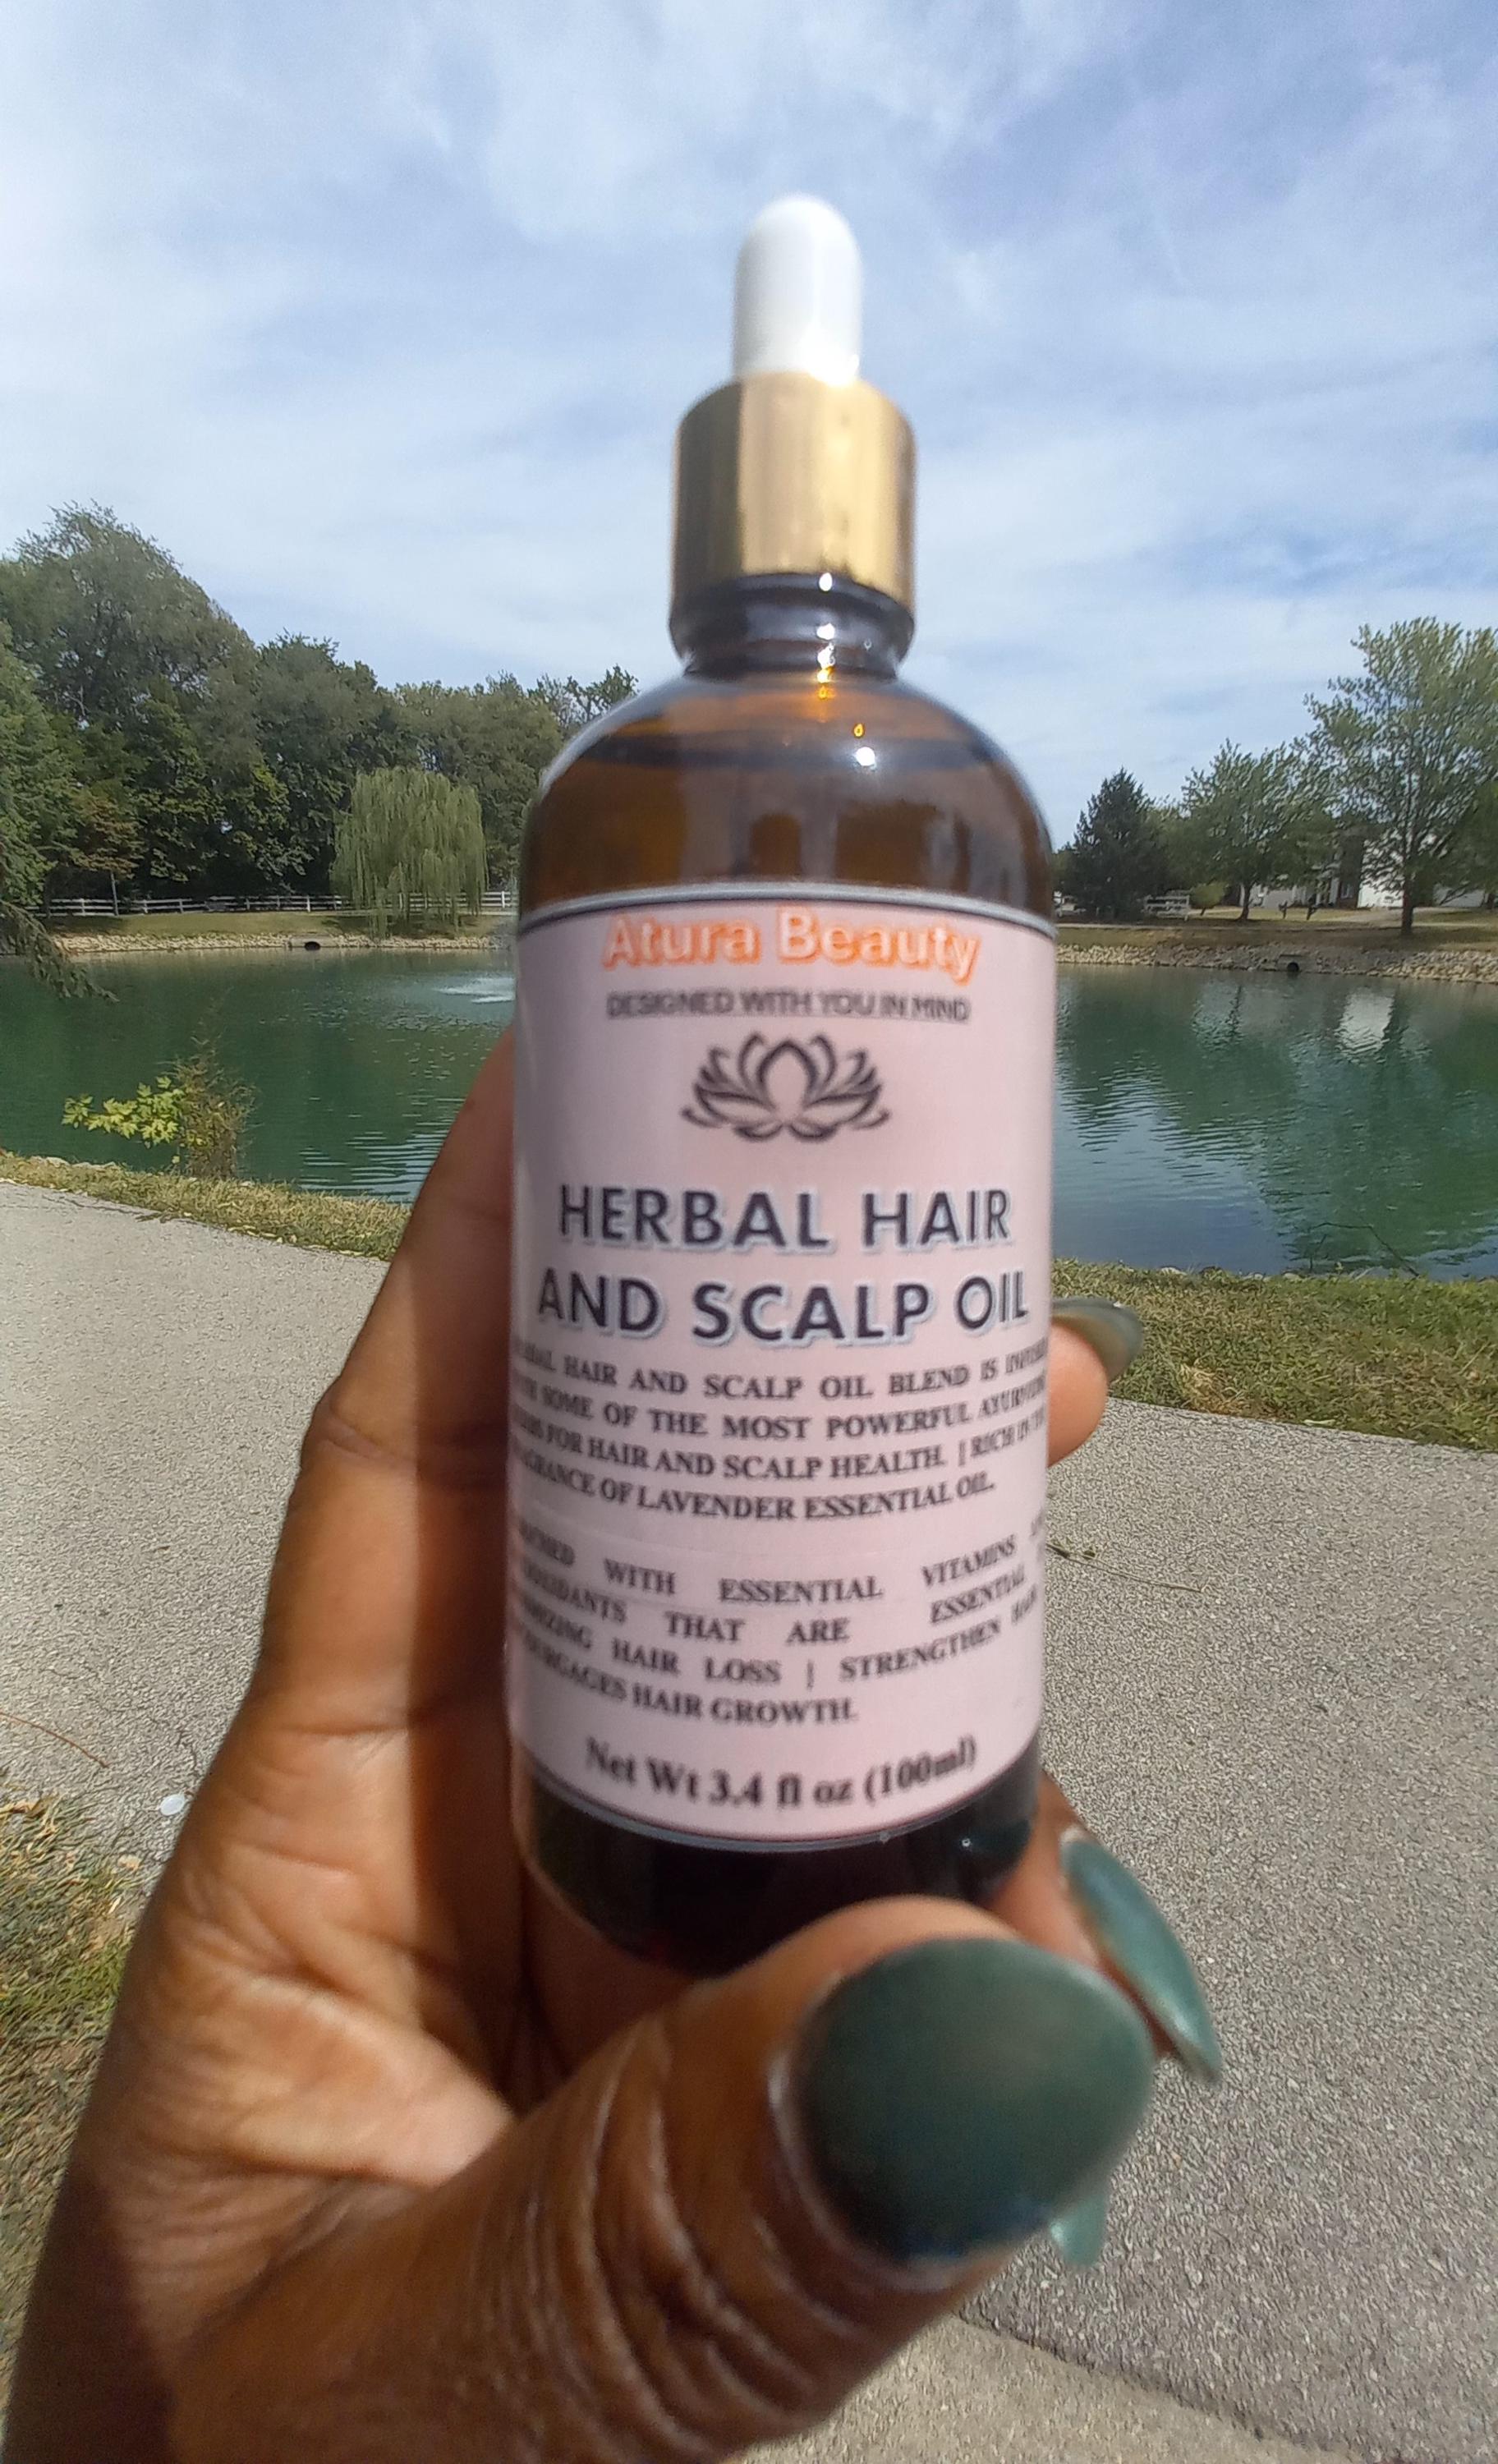 Atura Beauty
DESIGNED WITH YOU IN MIND
HERBAL HAIR
AND SCALP OIL
HAIR AND SCALP OIL BLEND IS
SOME OF THE MOST POWERFUL
FOR HAIR AND SCALP HEALTH. | RICH IN
OF LAVENDER ESSENTIAL OIL.
WITH ESSENTIAL VITAMINS
THAT ARE ESSENTIAL
HAIR LOSS | STRENGTHEN HAIR
HAIR GROWTH.
Net Wt 3.4 fl oz (100ml)